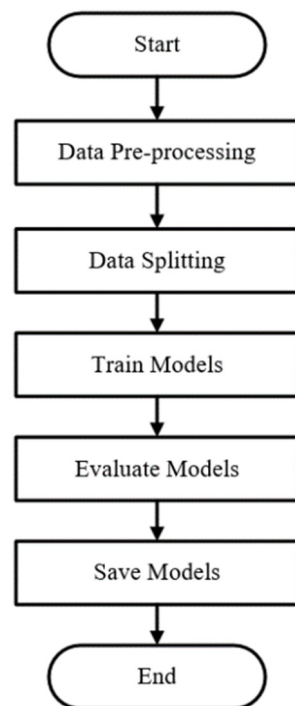 Start
Data Pre-processing
Data Splitting
Train Models
Evaluate Models
Save Models
End